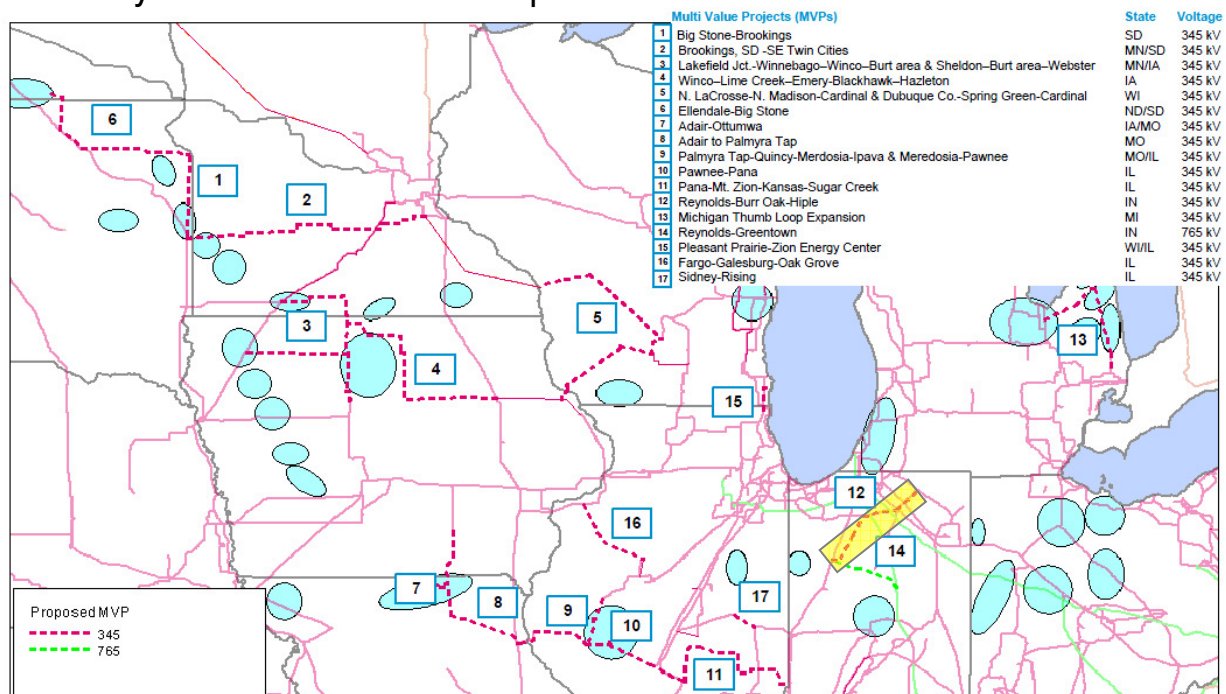 Multi Value Projects (MVPs) State Voltage
1 Big Stone-Brookings SD 345 kV
2 Brookings, SD -SE Twin Cities MN/SD 345 kV
3 Lakefield Jct.-Winnebago–Winco–Burt area & Sheldon–Burt area–Webster MN/IA 345 kV
4 Winco–Lime Creek–Emery-Blackhawk–Hazleton IA 345 kV
5 N. LaCrosse-N. Madison-Cardinal & Dubuque Co.-Spring Green-Cardinal WI 345 kV
6 Ellendale-Big Stone ND/SD 345 kV
7 Adair-Ottumwa IA/MO 345 kV
8 Adair to Palmyra Tap MO 345 kV
9 Palmyra Tap-Quincy-Merdosia-Ipava & Meredosia-Pawnee MO/IL 345 kV
10 Pawnee-Pana IL 345 kV
11 Pana-Mt. Zion-Kansas-Sugar Creek IL 345 kV
12 Reynolds-Burr Oak-Hiple IN 345 kV
13 Michigan Thumb Loop Expansion MI 345 kV
14 Reynolds-Greentown IN 765 kV
15 Pleasant Prairie-Zion Energy Center WI/IL 345 kV
16 Fargo-Galesburg-Oak Grove IL 345 kV
17 Sidney-Rising IL 345 kV
6
1
2
3
5
13
4
15
12
16
14
7
8
9
10
17
11
Proposed MVP
345
765